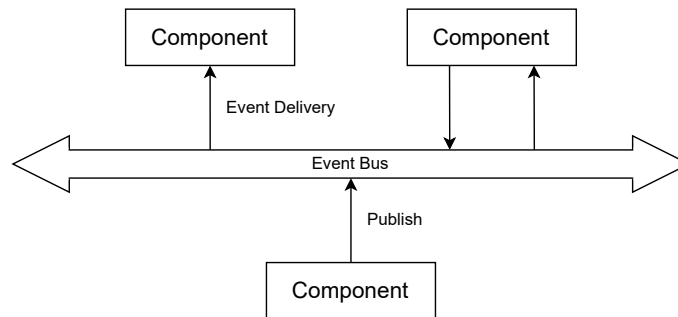 Component
Component
Event Delivery
Event Bus
Publish
Component